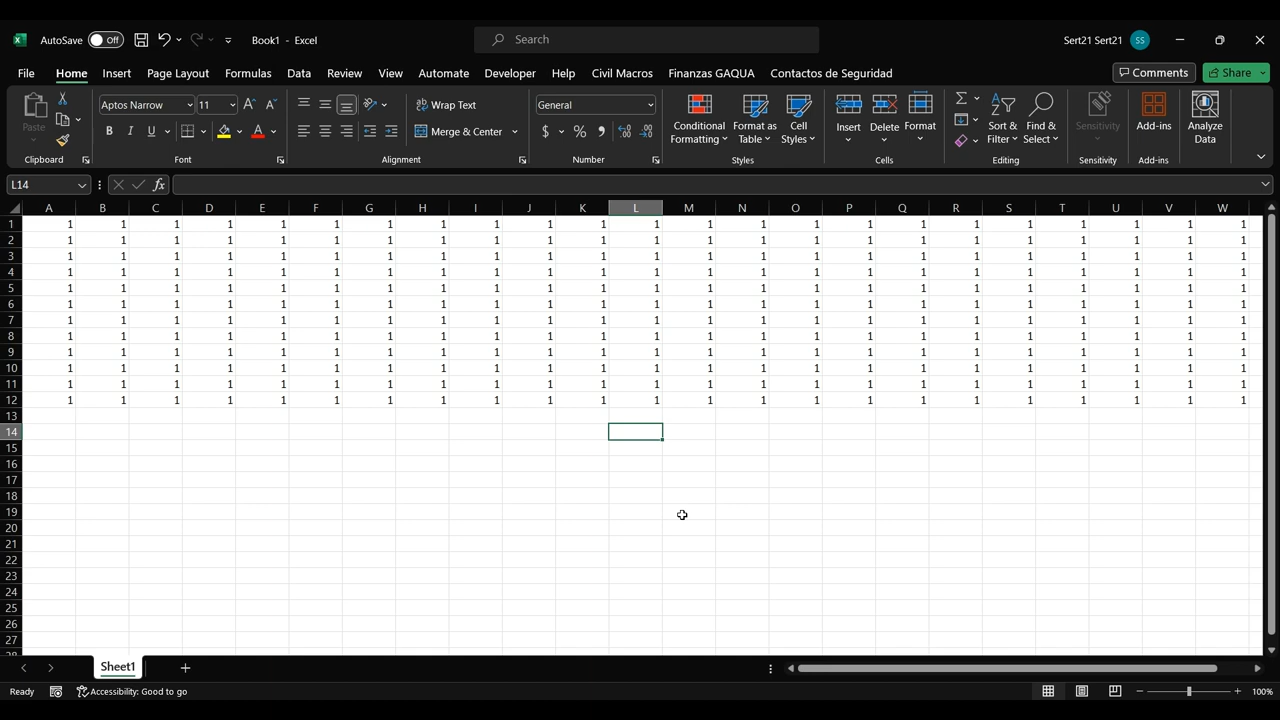 AutoSave Off Book1 - Excel Search Sert21 Sert21 SS
File Home Insert Page Layout Formulas Data Review View Automate Developer Help Civil Macros Finanzas GAQUA Contactos de Seguridad Comments Share
Paste Aptos Narrow 11 A A Wrap Text General Conditional Formatting Format as Table Cell Styles Insert Delete Format Sort & Filter Find & Select Sensitivity Add-ins Analyze Data
B I U A Merge & Center $ % 9
Clipboard Font Alignment Number Styles Cells Editing Sensitivity Add-ins
L14 fx
A B C D E F G H I J K L M N O P Q R S T U V W
1 1 1 1 1 1 1 1 1 1 1 1 1 1 1 1 1 1 1 1 1 1 1 1
2 1 1 1 1 1 1 1 1 1 1 1 1 1 1 1 1 1 1 1 1 1 1 1
3 1 1 1 1 1 1 1 1 1 1 1 1 1 1 1 1 1 1 1 1 1 1 1
4 1 1 1 1 1 1 1 1 1 1 1 1 1 1 1 1 1 1 1 1 1 1 1
5 1 1 1 1 1 1 1 1 1 1 1 1 1 1 1 1 1 1 1 1 1 1 1
6 1 1 1 1 1 1 1 1 1 1 1 1 1 1 1 1 1 1 1 1 1 1 1
7 1 1 1 1 1 1 1 1 1 1 1 1 1 1 1 1 1 1 1 1 1 1 1
8 1 1 1 1 1 1 1 1 1 1 1 1 1 1 1 1 1 1 1 1 1 1 1
9 1 1 1 1 1 1 1 1 1 1 1 1 1 1 1 1 1 1 1 1 1 1 1
10 1 1 1 1 1 1 1 1 1 1 1 1 1 1 1 1 1 1 1 1 1 1 1
11 1 1 1 1 1 1 1 1 1 1 1 1 1 1 1 1 1 1 1 1 1 1 1
12 1 1 1 1 1 1 1 1 1 1 1 1 1 1 1 1 1 1 1 1 1 1 1
13
14
15
16
17
18
19
20
21
22
23
24
25
26
27
28
Sheet1
Ready Accessibility: Good to go 100%